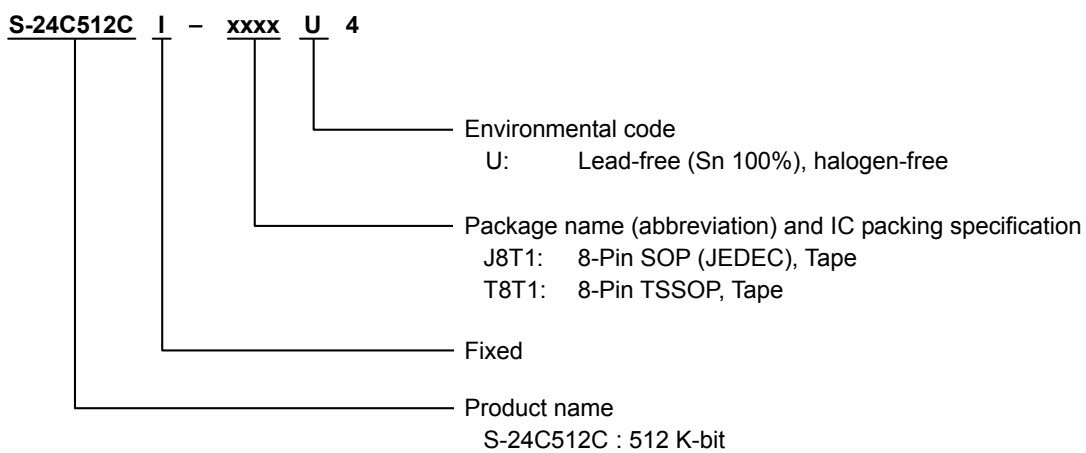 S-24C512C I – xxxx U 4
Environmental code
U: Lead-free (Sn 100%), halogen-free
Package name (abbreviation) and IC packing specification
J8T1: 8-Pin SOP (JEDEC), Tape
T8T1: 8-Pin TSSOP, Tape
Fixed
Product name
S-24C512C : 512 K-bit